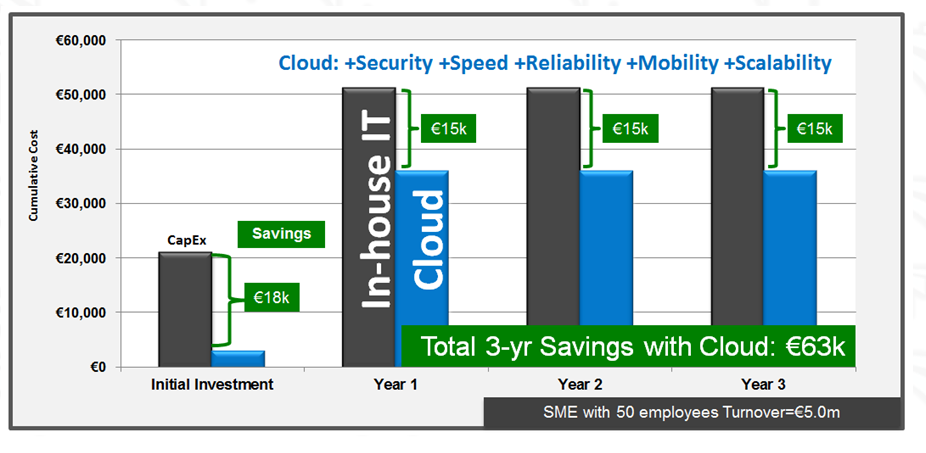 €60,000
Cloud: +Security +Speed +Reliability +Mobility +Scalability
€50,000
€15k
€15k
€15k
€40,000
Cumulative Cost
In-house IT
Cloud
€30,000
CapEx
Savings
€20,000
€18k
€10,000
Total 3-yr Savings with Cloud: €63k
€0
Initial Investment
Year 1
Year 2
Year 3
SME with 50 employees Turnover=€5.0m